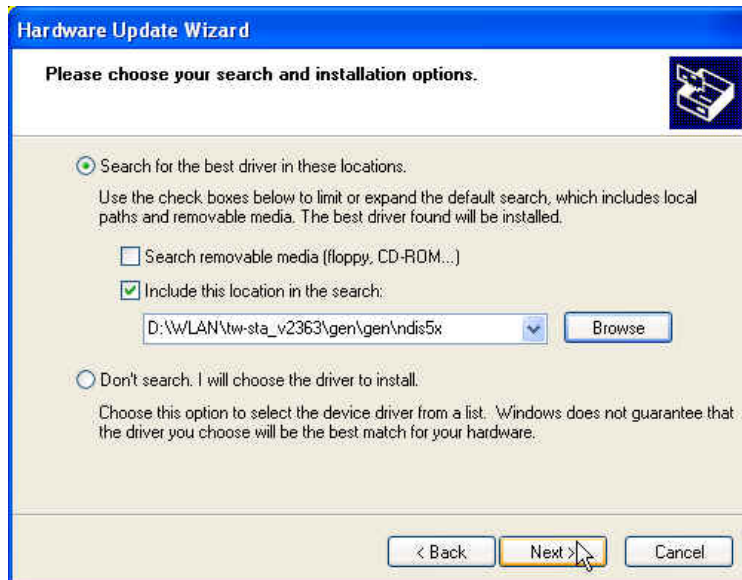 Hardware Update Wizard
Please choose your search and installation options.
Search for the best driver in these locations.
Use the check boxes below to limit or expand the default search, which includes local
paths and removable media. The best driver found will be installed.
Search removable media (floppy, CD-ROM...)
Include this location in the search:
D:\WLAN\tw-sta_v2363\gen\gen\ndis5x
Browse
Don't search. I will choose the driver to install.
Choose this option to select the device driver from a list. Windows does not guarantee that
the driver you choose will be the best match for your hardware.
< Back
Next >
Cancel